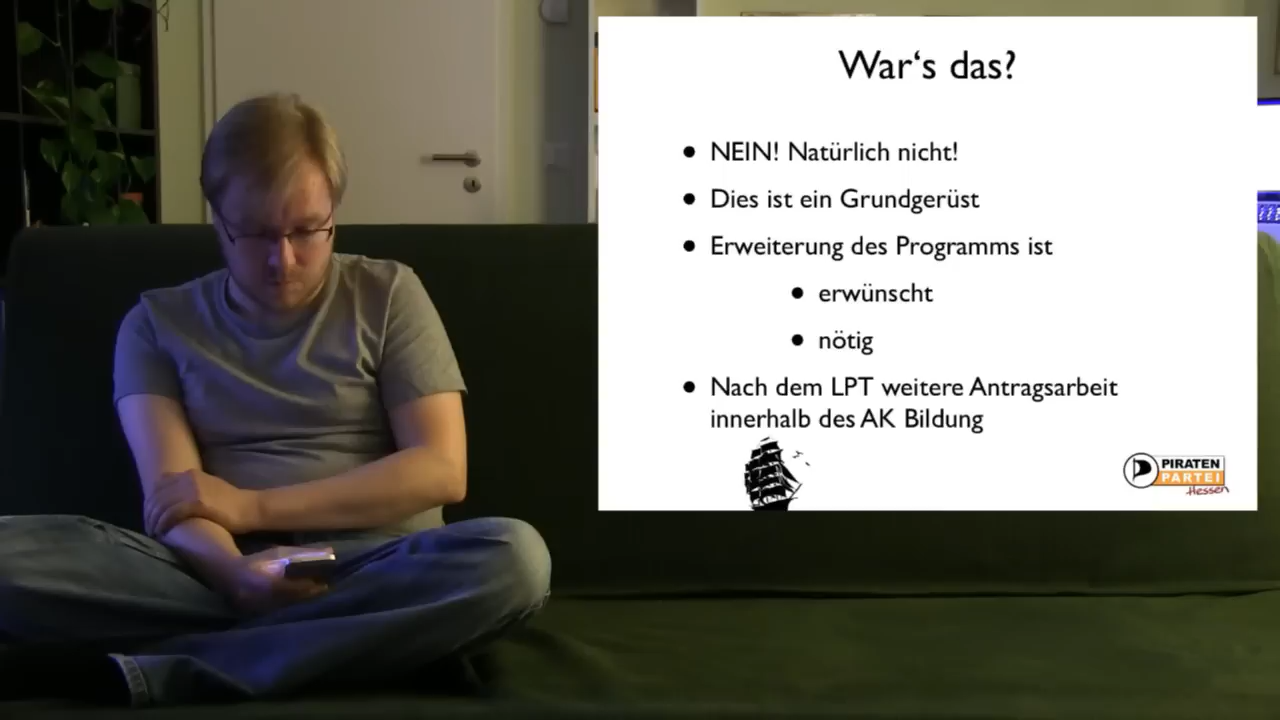 War‘s das?
NEIN! Natürlich nicht!
Dies ist ein Grundgerüst
Erweiterung des Programms ist
erwünscht
nötig
Nach dem LPT weitere Antragsarbeit
innerhalb des AK Bildung
PIRATEN
PARTEI
Hessen